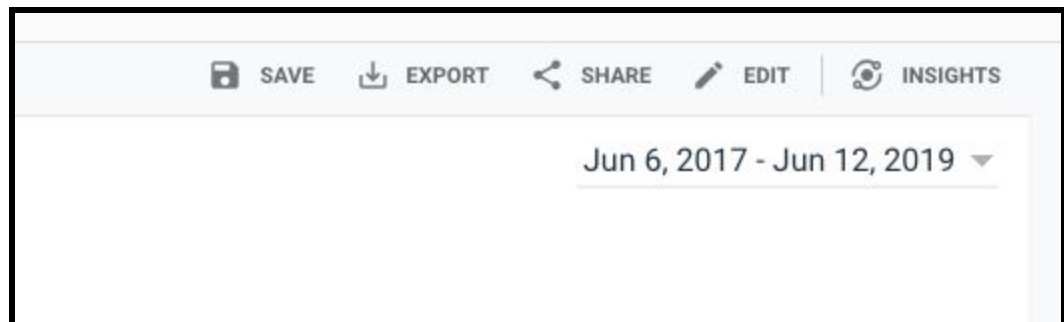 SAVE EXPORT SHARE EDIT INSIGHTS
Jun 6, 2017 - Jun 12, 2019